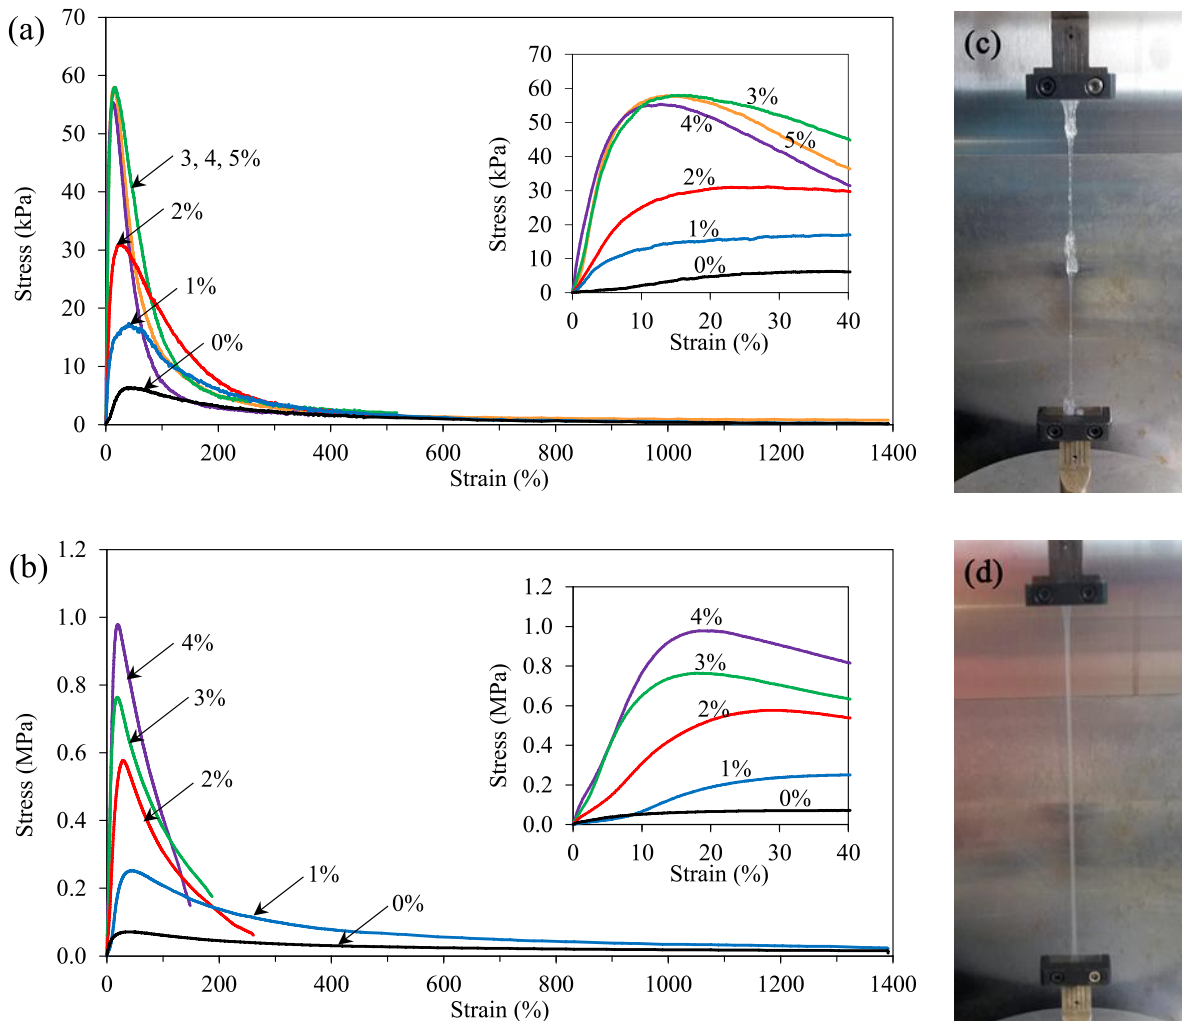 (a)
70
60
50
40
30
20
10
0
Stress (kPa)
0 200 400 600 800 1000 1200 1400
Strain (%)
3, 4, 5%
2%
1%
0%
70
60
50
40
30
20
10
0
Stress (kPa)
0 10 20 30 40
Strain (%)
3%
4%
5%
2%
1%
0%
(c)
(b)
1.2
1.0
0.8
0.6
0.4
0.2
0.0
Stress (MPa)
0 200 400 600 800 1000 1200 1400
Strain (%)
4%
3%
2%
1%
0%
1.2
1.0
0.8
0.6
0.4
0.2
0.0
Stress (MPa)
0 10 20 30 40
Strain (%)
4%
3%
2%
1%
0%
(d)